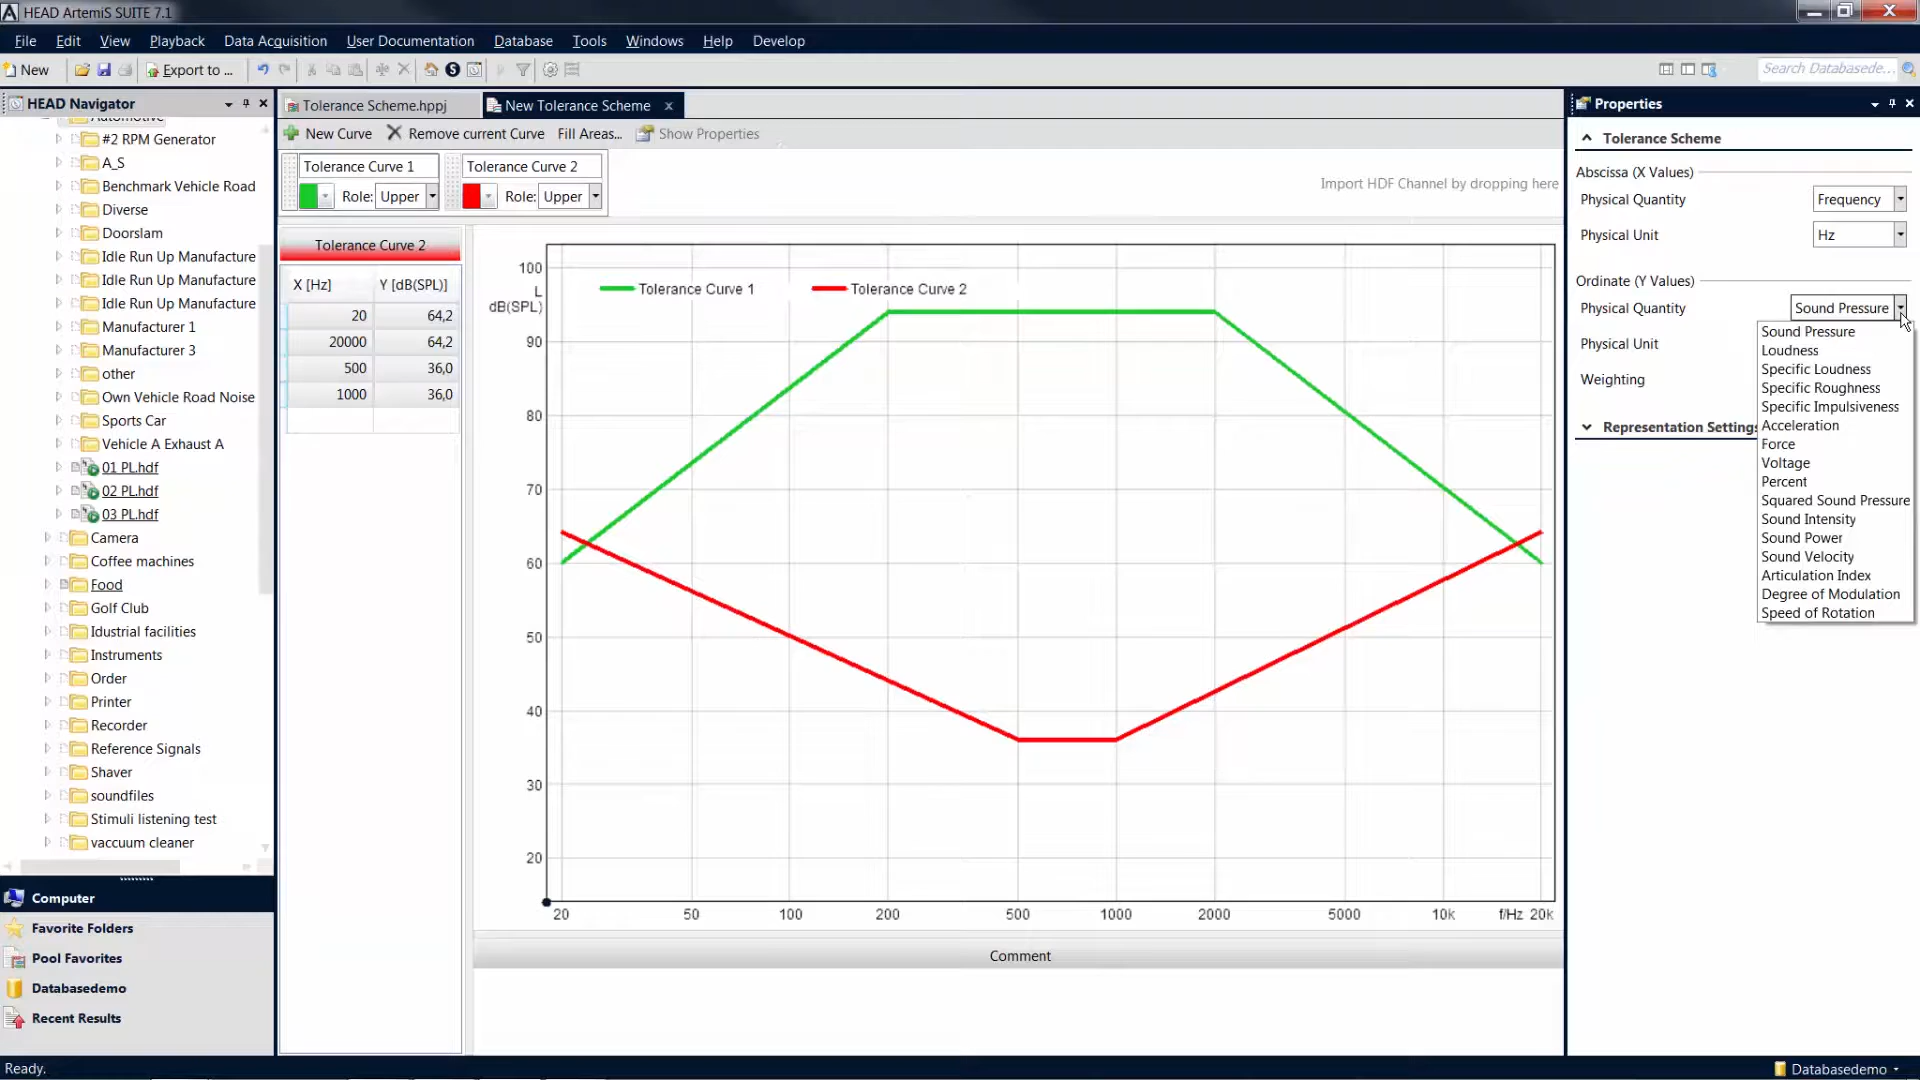 HEAD ArtemiS SUITE 7.1
File Edit View Playback Data Acquisition User Documentation Database Tools Windows Help Develop
New Export to ... Search Databasede...
HEAD Navigator
Automotive
#2 RPM Generator
A_S
Benchmark Vehicle Road
Diverse
Doorslam
Idle Run Up Manufacture
Idle Run Up Manufacture
Idle Run Up Manufacture
Manufacturer 1
Manufacturer 3
other
Own Vehicle Road Noise
Sports Car
Vehicle A Exhaust A
01 PL.hdf
02 PL.hdf
03 PL.hdf
Camera
Coffee machines
Food
Golf Club
Idustrial facilities
Instruments
Order
Printer
Recorder
Reference Signals
Shaver
soundfiles
Stimuli listening test
vaccuum cleaner
Computer
Favorite Folders
Pool Favorites
Databasedemo
Recent Results
Tolerance Scheme.hppj New Tolerance Scheme
New Curve Remove current Curve Fill Areas... Show Properties
Tolerance Curve 1 Tolerance Curve 2
Role: Upper Role: Upper
Import HDF Channel by dropping here
Tolerance Curve 2
X [Hz] Y [dB(SPL)]
20 64,2
20000 64,2
500 36,0
1000 36,0
100
L
dB(SPL)
90
80
70
60
50
40
30
20
Tolerance Curve 1 Tolerance Curve 2
20 50 100 200 500 1000 2000 5000 10k f/Hz 20k
Comment
Properties
Tolerance Scheme
Abscissa (X Values)
Physical Quantity Frequency
Physical Unit Hz
Ordinate (Y Values)
Physical Quantity Sound Pressure
Physical Unit
Weighting
Representation Settings
Sound Pressure
Loudness
Specific Loudness
Specific Roughness
Specific Impulsiveness
Acceleration
Force
Voltage
Percent
Squared Sound Pressure
Sound Intensity
Sound Power
Sound Velocity
Articulation Index
Degree of Modulation
Speed of Rotation
Ready.
Databasedemo